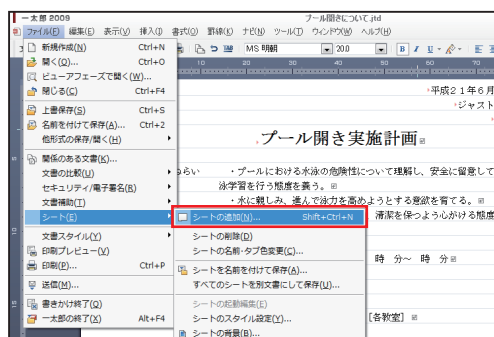 一太郎 2009 プール開きについて.jtd
ファイル(F) 編集(E) 表示(V) 挿入(I) 書式(O) 罫線(K) ナビ(N) ツール(T) ウィンドウ(W) ヘルプ(H)
新規作成(N) Ctrl+N
MS 明朝 20.0 B I U
開く(O)... Ctrl+O
ビューアフェーズで開く(W)...
閉じる(C) Ctrl+F4
上書保存(S) Ctrl+S
名前を付けて保存(A)... Ctrl+2
他形式の保存/開く(H)
関係のある文書(K)...
文書の比較(U)
セキュリティ/電子署名(R)
文書補助(T)
シート(E)
文書スタイル(Y)
印刷プレビュー(V)
印刷(P)... Ctrl+P
送信(M)...
書きかけ終了(Q)
一太郎の終了(X) Alt+F4
10 20 30 40 50 60 70
平成21年6月
ジャスト
プール開き実施計画
らい ・プールにおける水泳の危険性について理解し、安全に留意して
泳学習を行う態度を養う。
・水に親しみ、進んで泳力を高めようとする意欲を育てる。
清潔を保つよう心がける態度
時 分～ 時 分
[各教室]
シートの追加(N)... Shift+Ctrl+N
シートの削除(D)
シートの名前・タブ色変更(C)...
シートを名前を付けて保存(A)...
すべてのシートを別文書にして保存(U)...
シートの起動編集(E)
シートのスタイル設定(Y)...
シートの背景(B)...